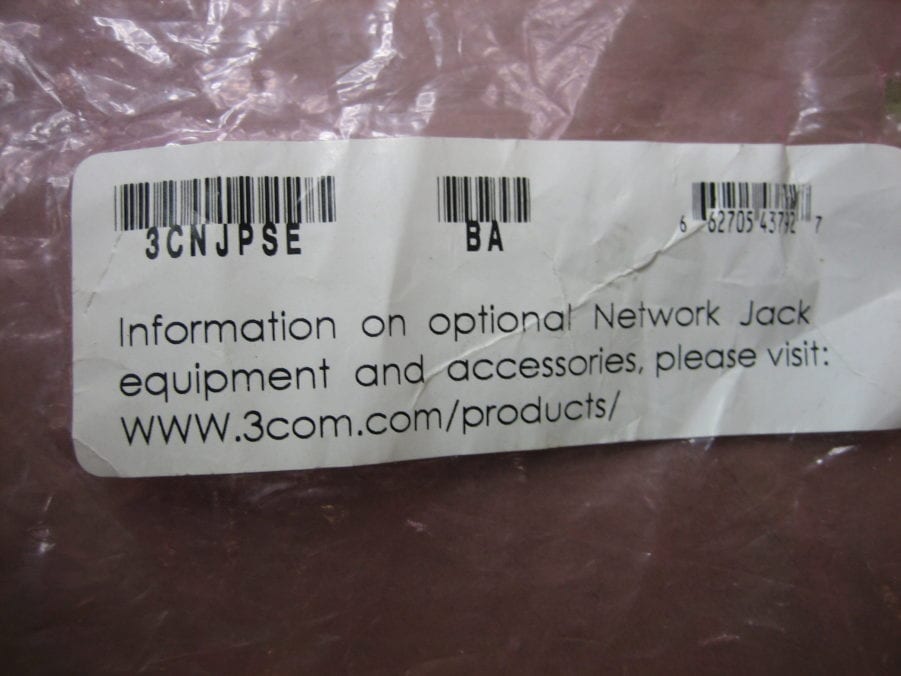 3CNJPSE BA 6 62705 43792 7
Information on optional Network Jack
equipment and accessories, please visit:
WWW.3com.com/products/